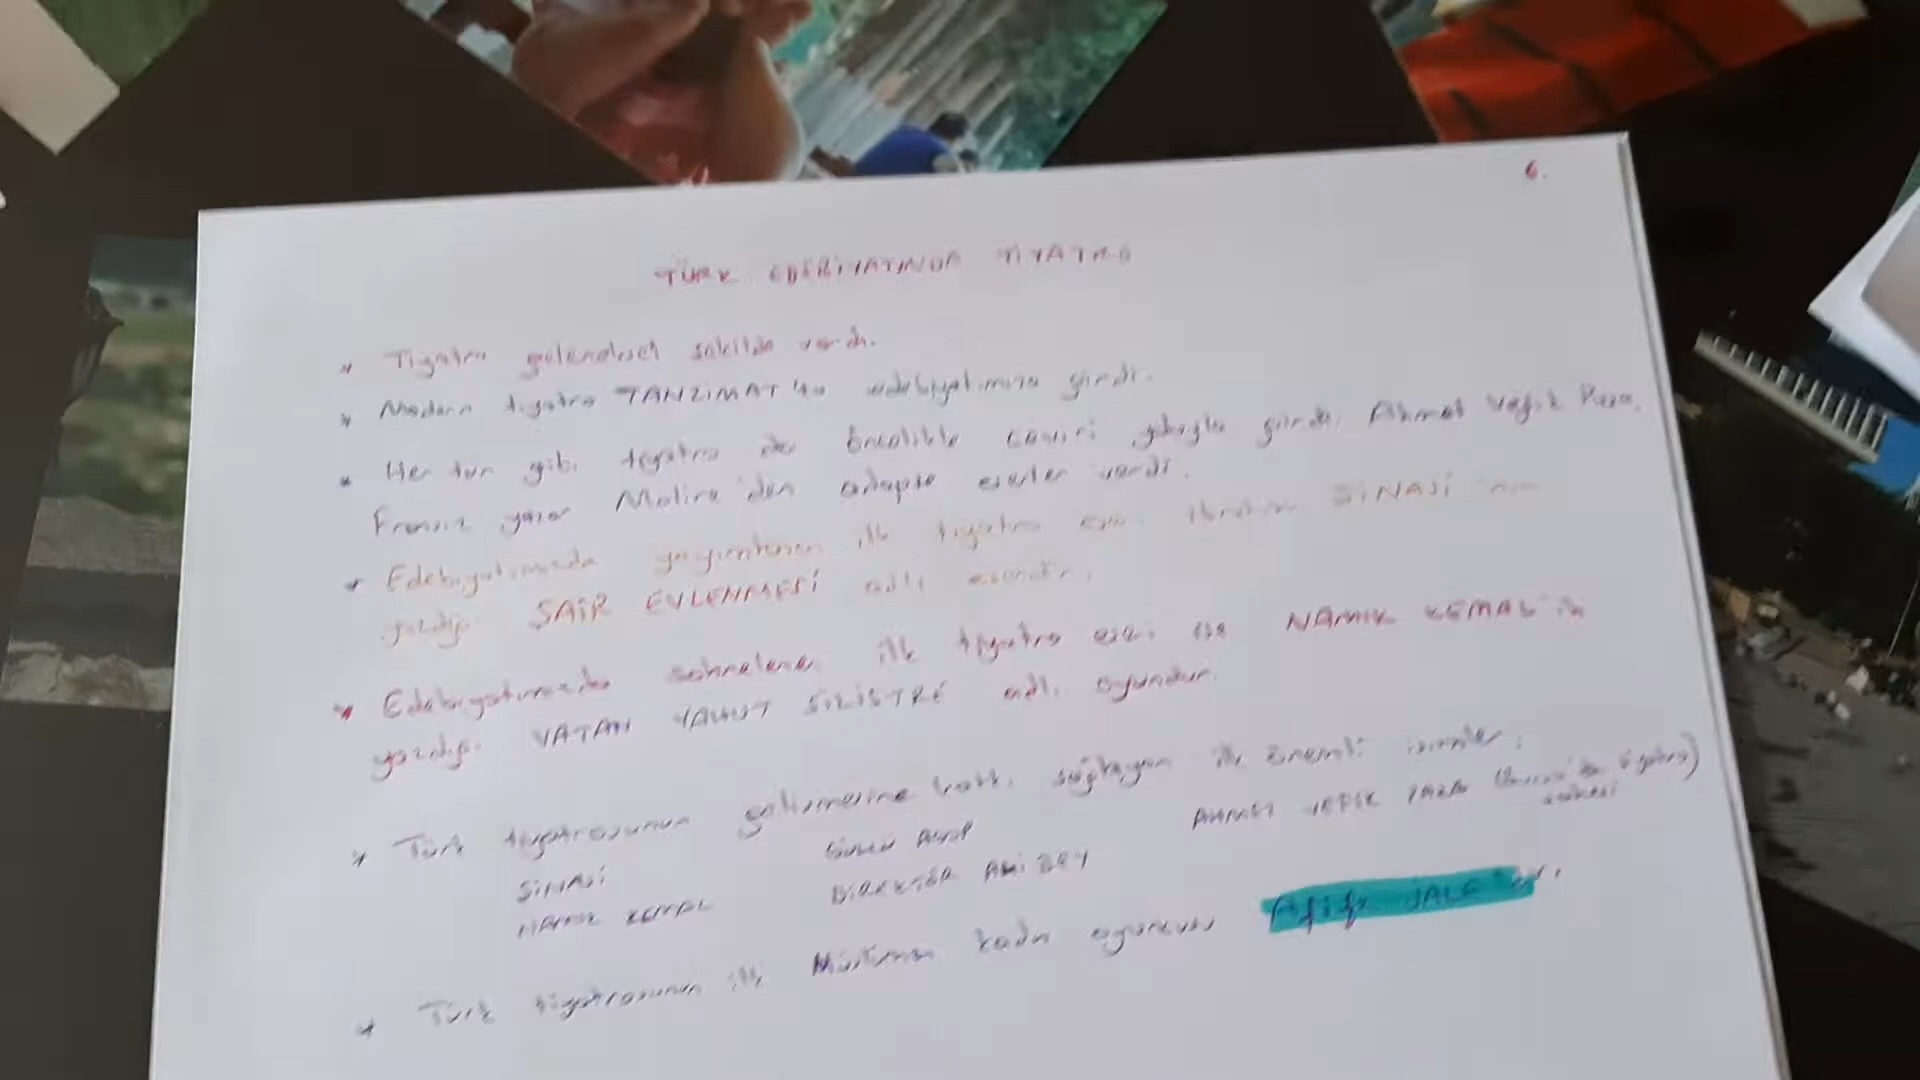 6.
TÜRK EDEBİYATINDA TİYATRO
* Tiyatro geleneksel şekilde vardı.
* Modern tiyatro TANZİMAT'la edebiyatımıza girdi.
* Her tür gibi tiyatro da öncelikle çeviri yoluyla girdi. Ahmet Vefik Paşa,
Fransız yazar Moliere'den adapte eserler verdi.
* Edebiyatımızda yayımlanan ilk tiyatro eseri İbrahim ŞİNASİ'nin
yazdığı ŞAİR EVLENMESİ adlı eserdir.
* Edebiyatımızda sahnelenen ilk tiyatro eseri ise NAMIK KEMAL'in
yazdığı VATAN YAHUT SİLİSTRE adlı oyundur.
* Türk tiyatrosunun gelişmesine katkı sağlayan ilk önemli isimler:
ŞİNASİ
GÜLLÜ AGOP
AHMET VEFİK PAŞA (Bursa'da tiyatro)
NAMIK KEMAL
DİREKTÖR ALİ BEY
* Türk tiyatrosunun ilk Müslüman kadın oyuncusu Afife JALE'dir.